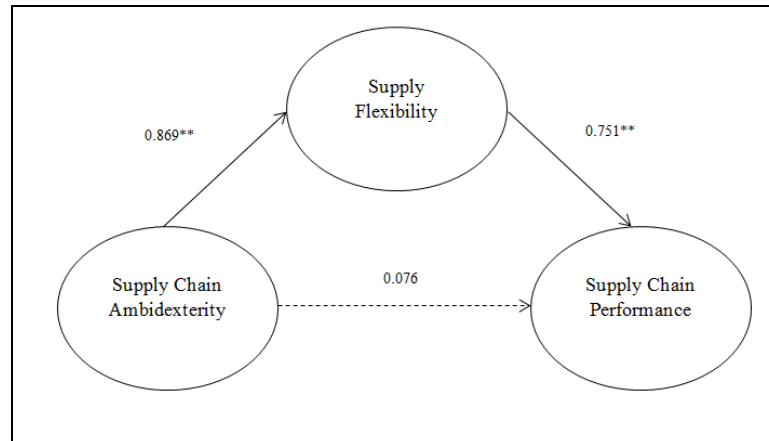 Supply
Flexibility
0.869**
0.751**
Supply Chain
Ambidexterity
0.076
Supply Chain
Performance